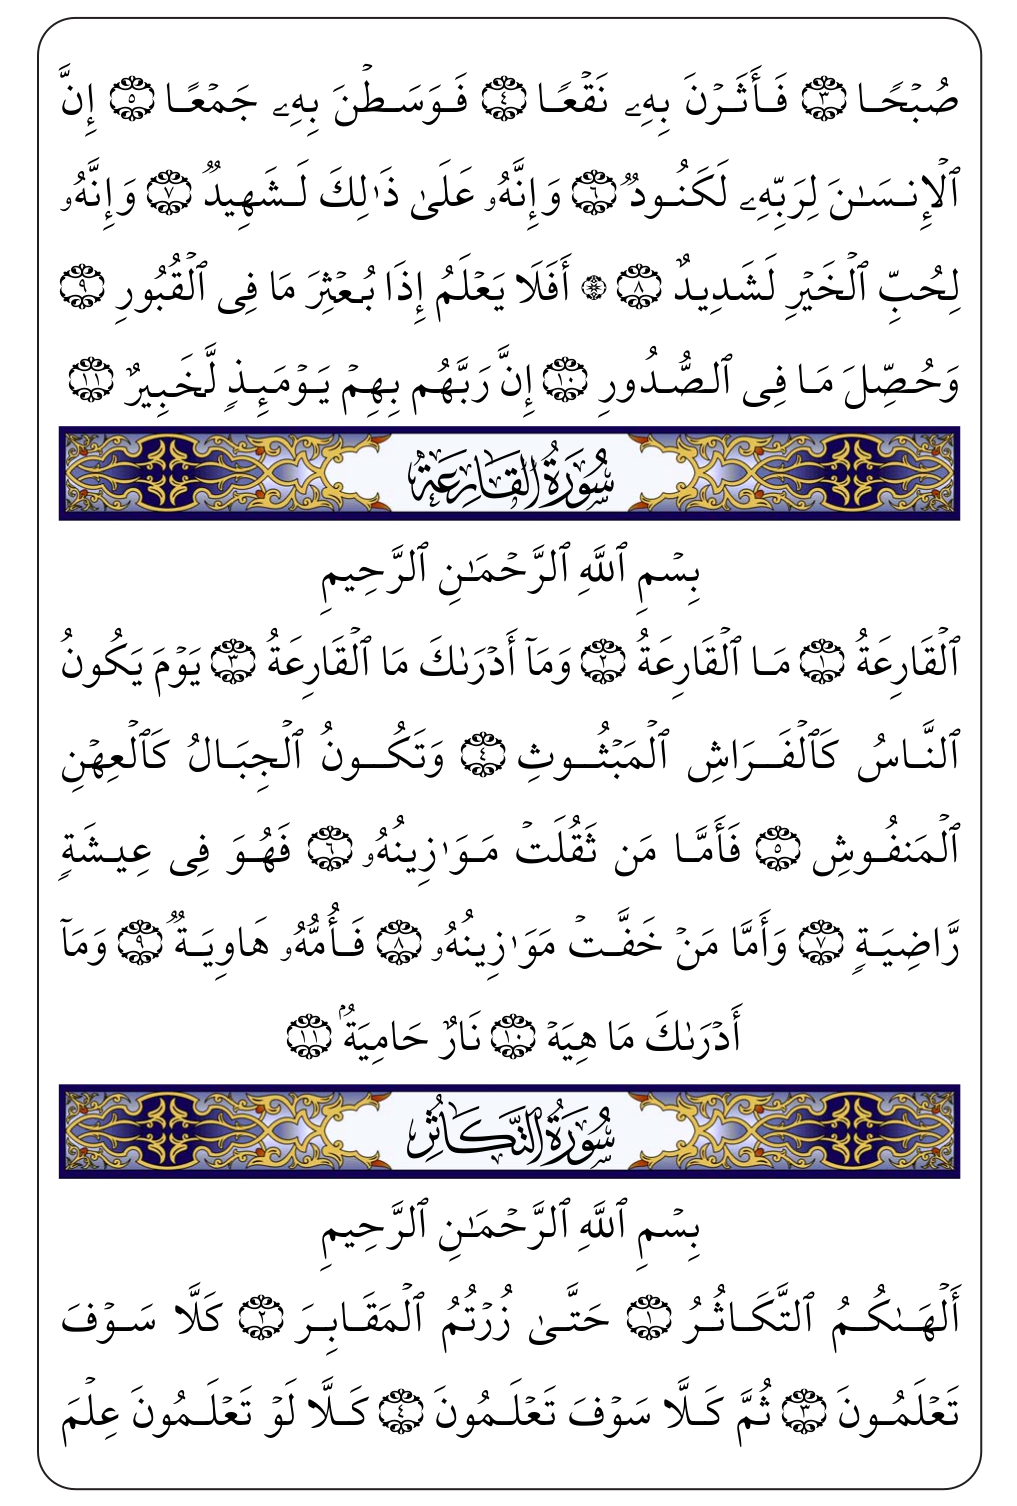 صُبۡحٗا ٣ فَأَثَرۡنَ بِهِۦ نَقۡعٗا ٤ فَوَسَطۡنَ بِهِۦ جَمۡعًا ٥ إِنَّ
ٱلۡإِنسَٰنَ لِرَبِّهِۦ لَكَنُودٞ ٦ وَإِنَّهُۥ عَلَىٰ ذَٰلِكَ لَشَهِيدٞ ٧ وَإِنَّهُۥ
لِحُبِّ ٱلۡخَيۡرِ لَشَدِيدٌ ٨ ۞ أَفَلَا يَعۡلَمُ إِذَا بُعۡثِرَ مَا فِى ٱلۡقُبُورِ ٩
وَحُصِّلَ مَا فِى ٱلصُّدُورِ ١٠ إِنَّ رَبَّهُم بِهِمۡ يَوۡمَئِذٖ لَّخَبِيرٌ ١١
سُورَةُ القَارِعَةِ
بِسۡمِ ٱللَّهِ ٱلرَّحۡمَٰنِ ٱلرَّحِيمِ
ٱلۡقَارِعَةُ ١ مَا ٱلۡقَارِعَةُ ٢ وَمَآ أَدۡرَىٰكَ مَا ٱلۡقَارِعَةُ ٣ يَوۡمَ يَكُونُ
ٱلنَّاسُ كَٱلۡفَرَاشِ ٱلۡمَبۡثُوثِ ٤ وَتَكُونُ ٱلۡجِبَالُ كَٱلۡعِهۡنِ
ٱلۡمَنفُوشِ ٥ فَأَمَّا مَن ثَقُلَتۡ مَوَٰزِينُهُۥ ٦ فَهُوَ فِى عِيشَةٖ
رَّاضِيَةٖ ٧ وَأَمَّا مَنۡ خَفَّتۡ مَوَٰزِينُهُۥ ٨ فَأُمُّهُۥ هَاوِيَةٞ ٩ وَمَآ
أَدۡرَىٰكَ مَا هِيَهۡ ١٠ نَارٌ حَامِيَةُۢ ١١
سُورَةُ التَّكَاثُرِ
بِسۡمِ ٱللَّهِ ٱلرَّحۡمَٰنِ ٱلرَّحِيمِ
أَلۡهَىٰكُمُ ٱلتَّكَاثُرُ ١ حَتَّىٰ زُرۡتُمُ ٱلۡمَقَابِرَ ٢ كَلَّا سَوۡفَ
تَعۡلَمُونَ ٣ ثُمَّ كَلَّا سَوۡفَ تَعۡلَمُونَ ٤ كَلَّا لَوۡ تَعۡلَمُونَ عِلۡمَ